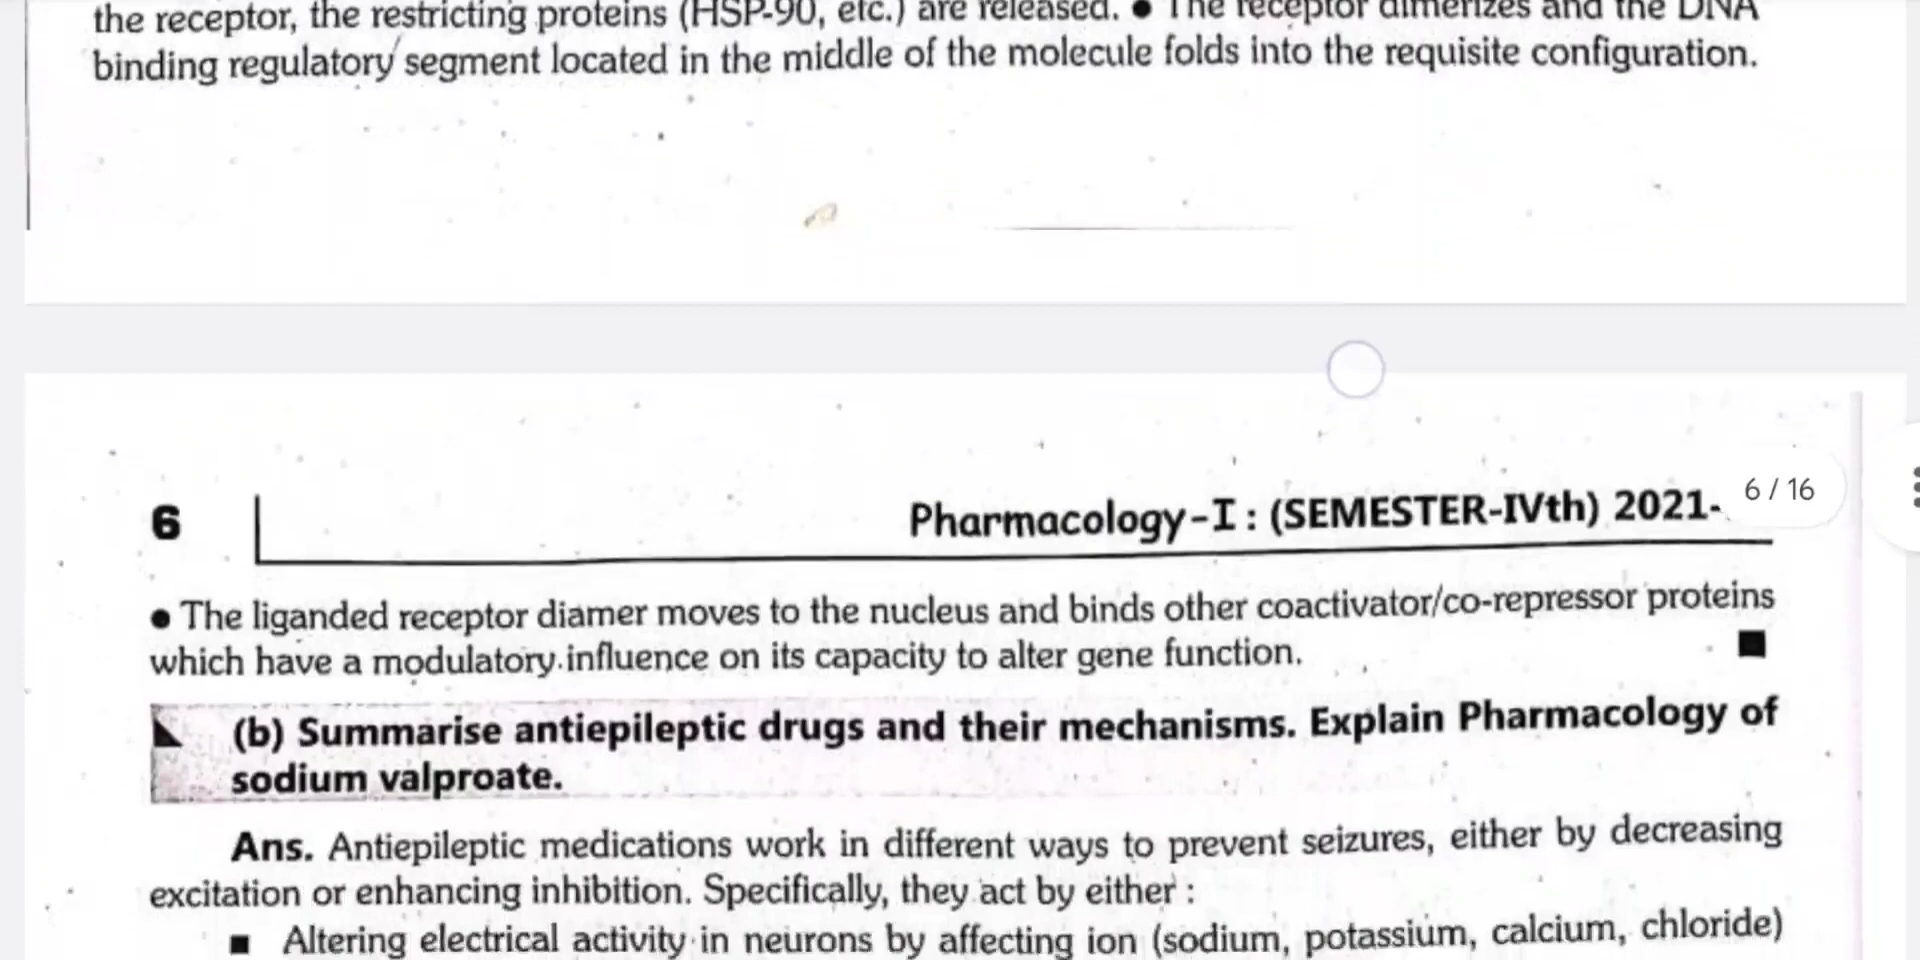 the receptor, the restricting proteins (HSP-90, etc.) are released. ● The receptor dimerizes and the DNA
binding regulatory segment located in the middle of the molecule folds into the requisite configuration.
6
Pharmacology-I : (SEMESTER-IVth) 2021-
6 / 16
● The liganded receptor diamer moves to the nucleus and binds other coactivator/co-repressor proteins
which have a modulatory influence on its capacity to alter gene function. ■
(b) Summarise antiepileptic drugs and their mechanisms. Explain Pharmacology of
sodium valproate.
Ans. Antiepileptic medications work in different ways to prevent seizures, either by decreasing
excitation or enhancing inhibition. Specifically, they act by either :
■ Altering electrical activity in neurons by affecting ion (sodium, potassium, calcium, chloride)